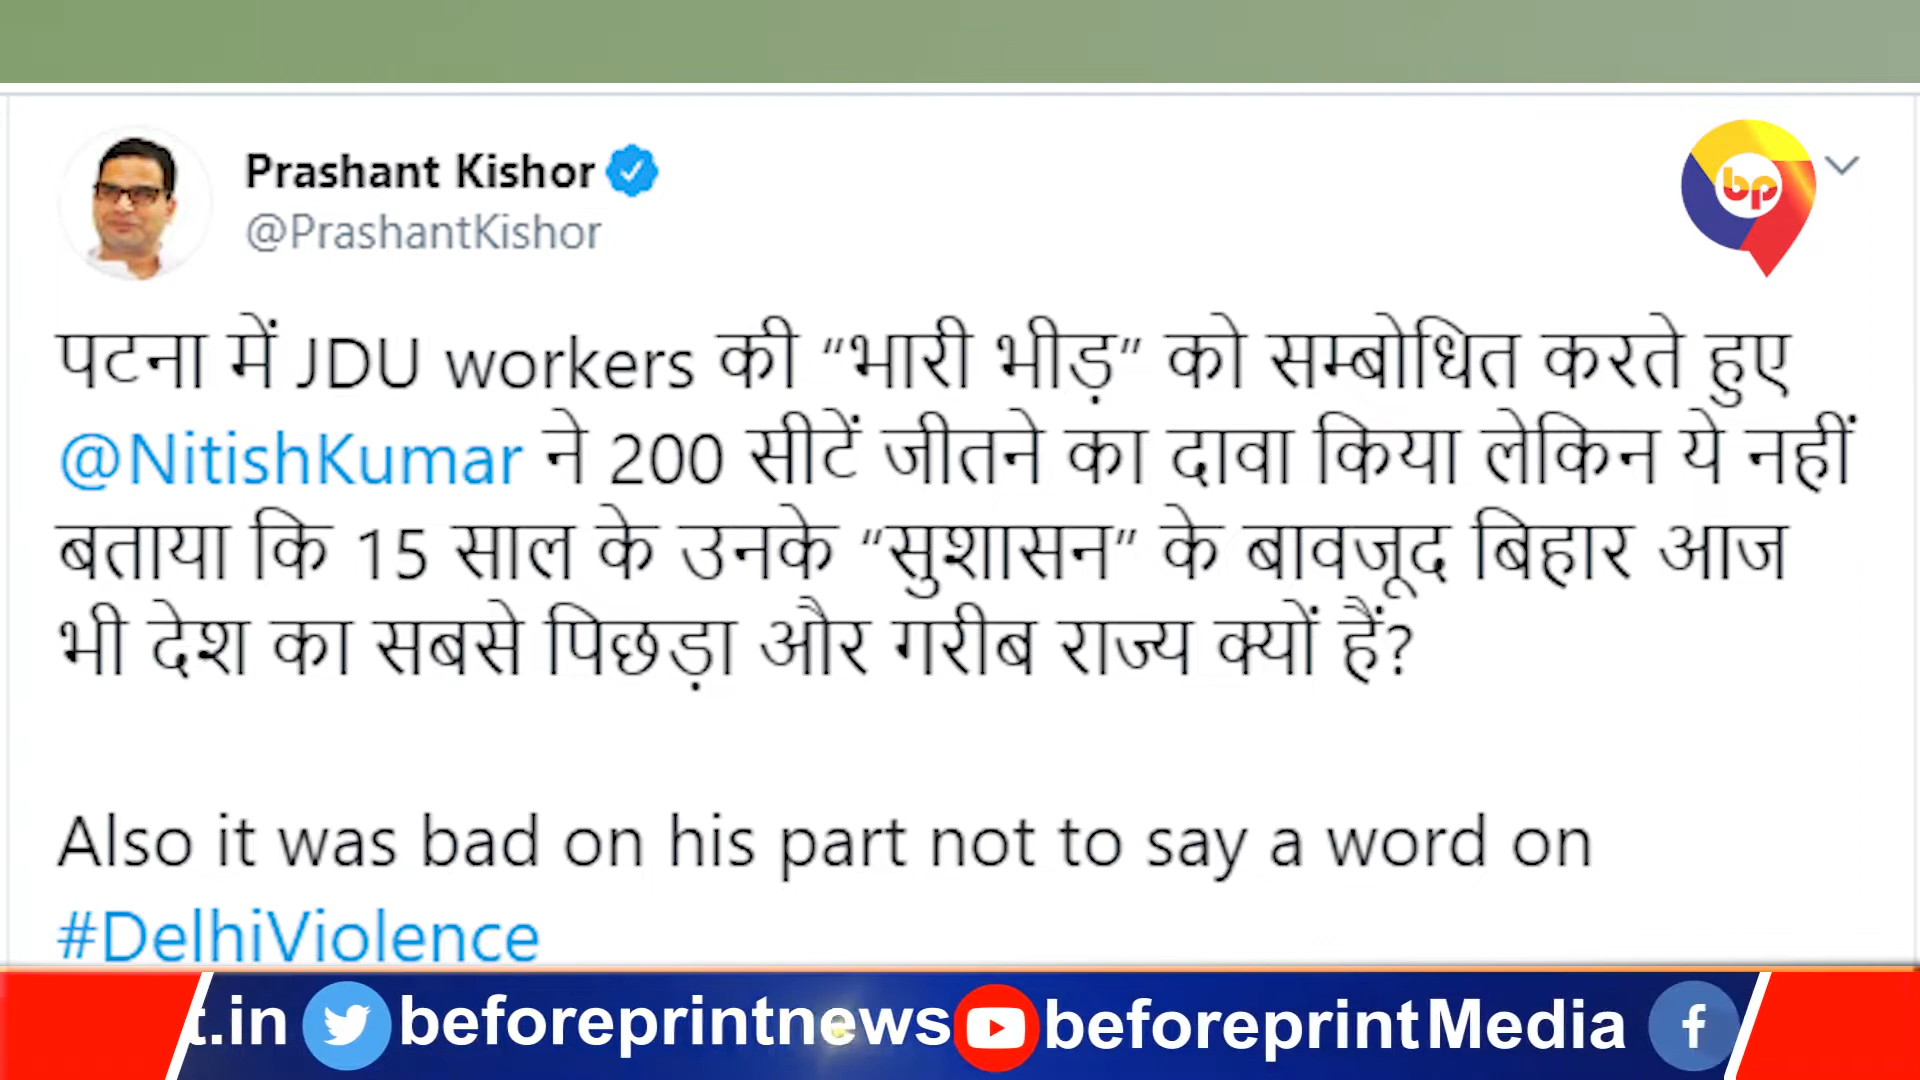 Prashant Kishor
@PrashantKishor
bp
पटना में JDU workers की “भारी भीड़” को सम्बोधित करते हुए
@NitishKumar ने 200 सीटें जीतने का दावा किया लेकिन ये नहीं
बताया कि 15 साल के उनके “सुशासन” के बावजूद बिहार आज
भी देश का सबसे पिछड़ा और गरीब राज्य क्यों हैं?
Also it was bad on his part not to say a word on
#DelhiViolence
t.in beforeprintnews beforeprintMedia